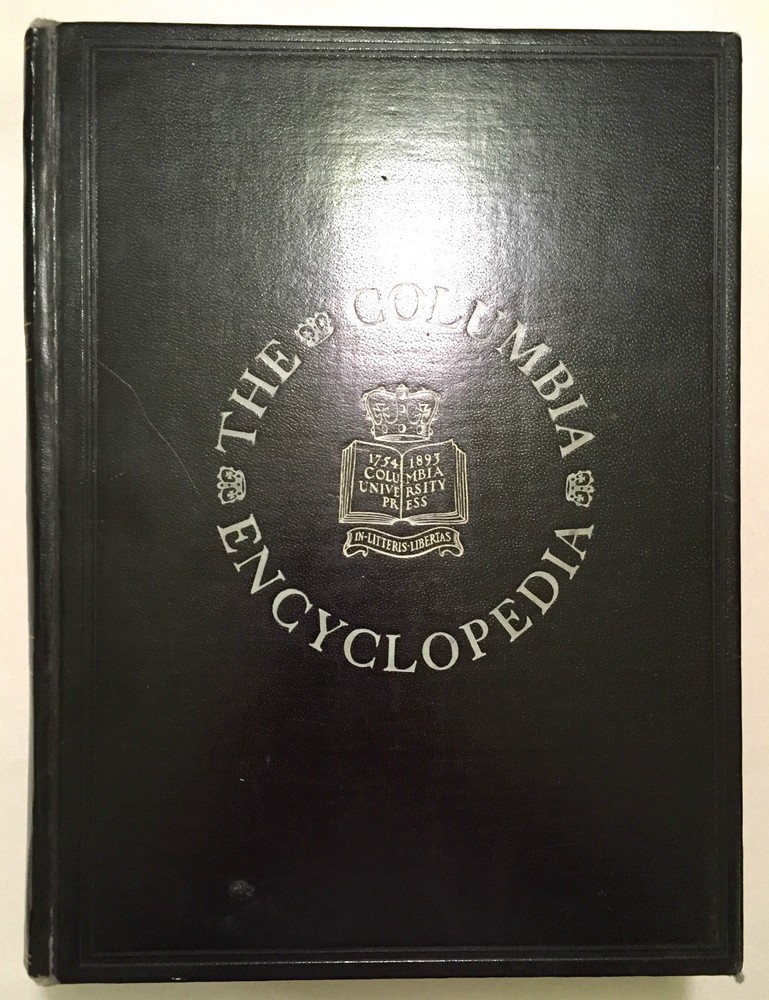 THE COLUMBIA
ENCYCLOPEDIA
1754 1893
COLUMBIA
UNIVERSITY
PRESS
IN·LITTERIS·LIBERTAS